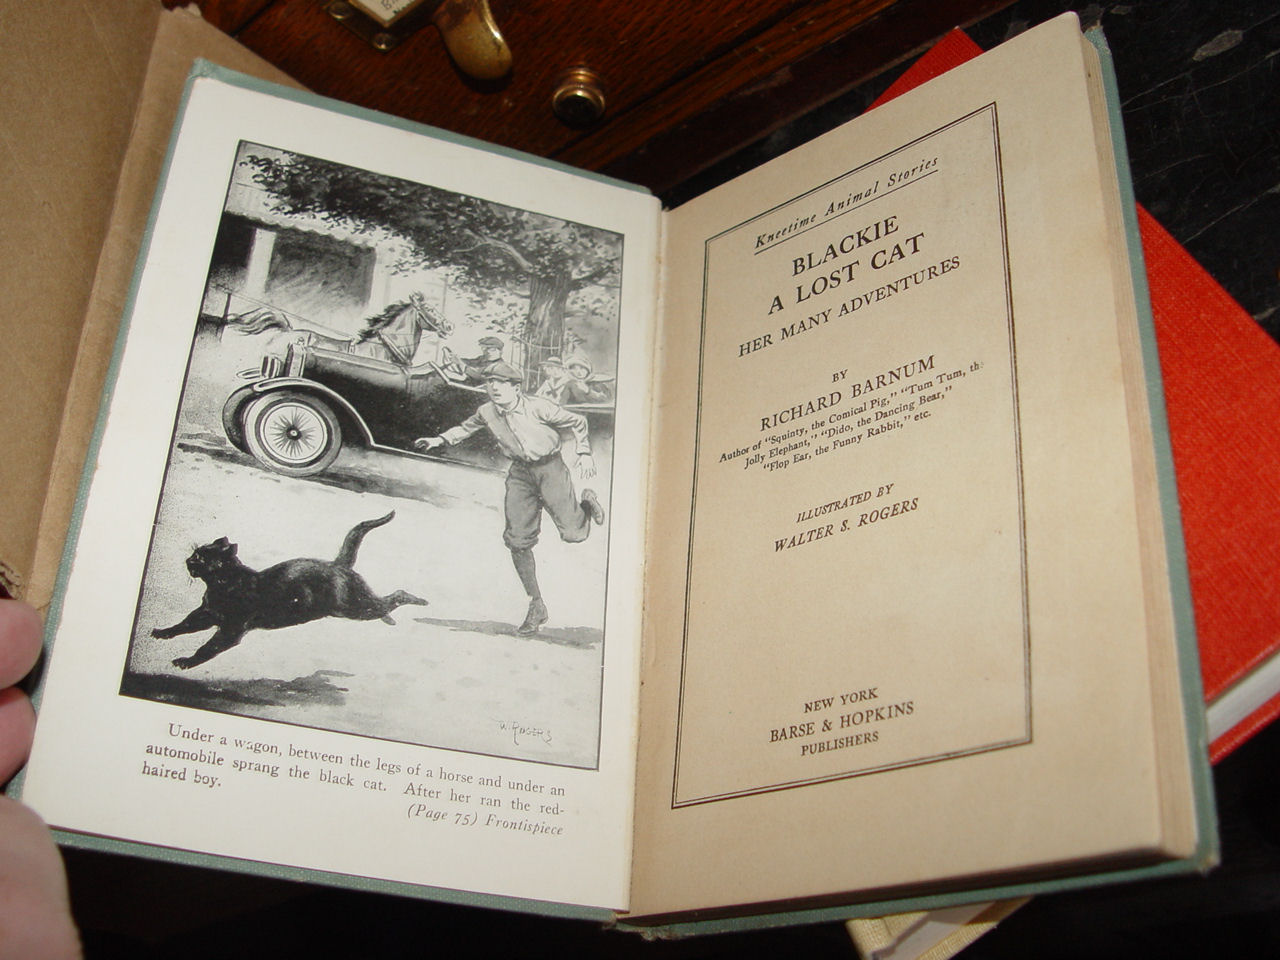 W. ROGERS
Under a wagon, between the legs of a horse and under an
automobile sprang the black cat. After her ran the red-
haired boy.
(Page 75) Frontispiece
Kneetime Animal Stories
BLACKIE
A LOST CAT
HER MANY ADVENTURES
BY
RICHARD BARNUM
Author of "Squinty, the Comical Pig," "Tum Tum, the
Jolly Elephant," "Dido, the Dancing Bear,"
"Flop Ear, the Funny Rabbit," etc.
ILLUSTRATED BY
WALTER S. ROGERS
NEW YORK
BARSE & HOPKINS
PUBLISHERS